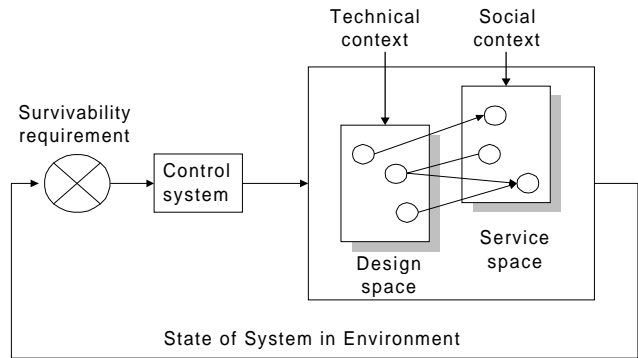 Technical
context
Social
context
Survivability
requirement
Control
system
Design
space
Service
space
State of System in Environment